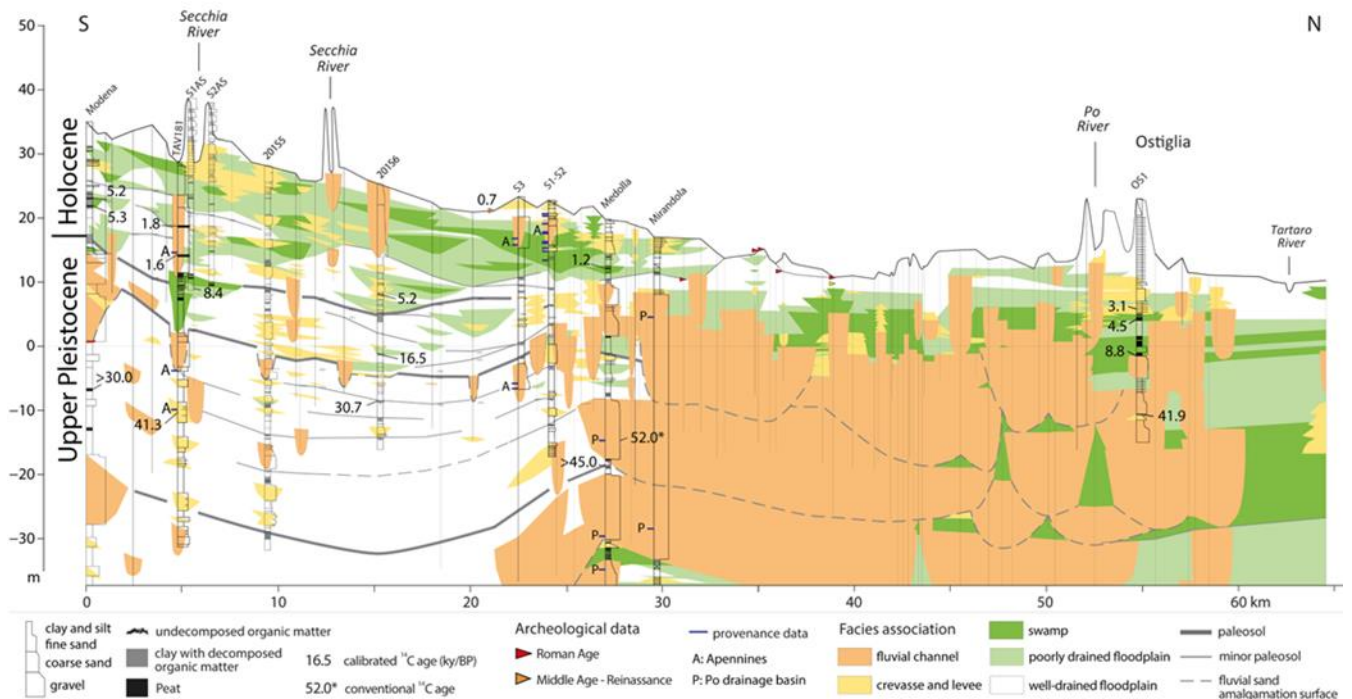 S
N
Secchia
River
Secchia
River
Po
River
Ostiglia
Tartaro
River
Modena
TAV181
S1AS
S2AS
201S5
201S6
S3
S1-S2
Medolla
Mirandola
OS1
Holocene
Upper Pleistocene
50
40
30
20
10
0
−10
−20
−30
m
5.2
5.3
1.8
A
1.6
8.4
>30.0
A
A
41.3
5.2
16.5
30.7
0.7
A
A
A
1.2
>45.0
52.0*
P
P
P
P
P
P
3.1
4.5
8.8
41.9
0
10
20
30
40
50
60 km
clay and silt
fine sand
coarse sand
gravel
undecomposed organic matter
clay with decomposed
organic matter
Peat
16.5 calibrated ¹⁴C age (ky/BP)
52.0* conventional ¹⁴C age
Archeological data
Roman Age
Middle Age - Reinassance
provenance data
A: Apennines
P: Po drainage basin
Facies association
fluvial channel
crevasse and levee
swamp
poorly drained floodplain
well-drained floodplain
paleosol
minor paleosol
fluvial sand
amalgamation surface